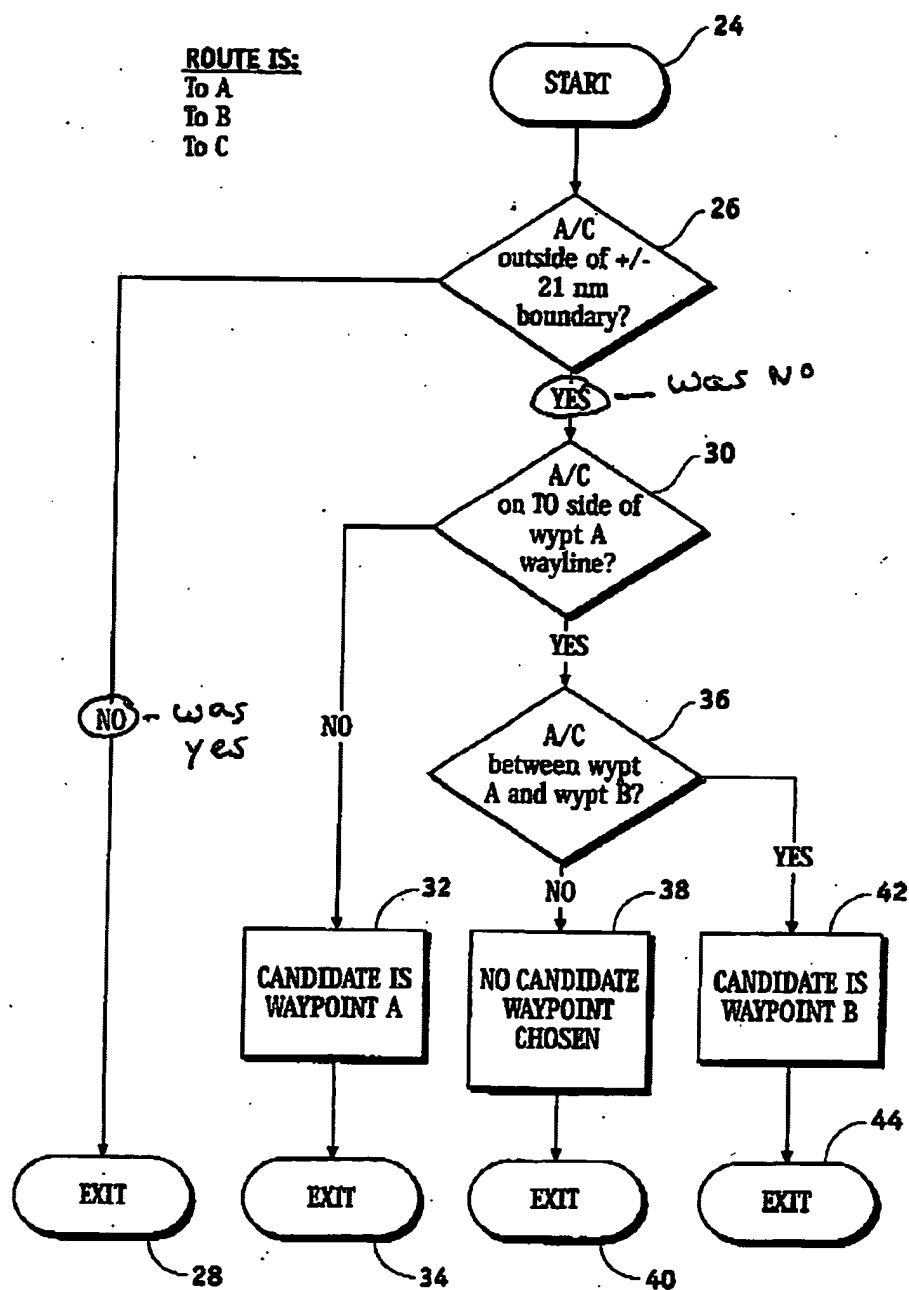 ROUTE IS:
To A
To B
To C
24
START
26
A/C
outside of +/-
21 nm
boundary?
YES — was No
30
A/C
on TO side of
wypt A
wayline?
YES
NO - was
yes
NO
36
A/C
between wypt
A and wypt B?
YES
NO
32
CANDIDATE IS
WAYPOINT A
38
NO CANDIDATE
WAYPOINT
CHOSEN
42
CANDIDATE IS
WAYPOINT B
EXIT
28
EXIT
34
EXIT
40
EXIT
44